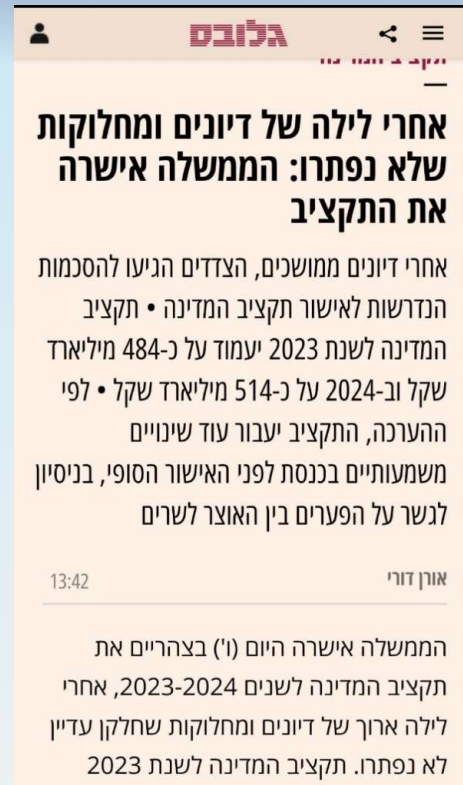 גלובס
תקציב המדינה
אחרי לילה של דיונים ומחלוקות
שלא נפתרו: הממשלה אישרה
את התקציב
אחרי דיונים ממושכים, הצדדים הגיעו להסכמות
הנדרשות לאישור תקציב המדינה • תקציב
המדינה לשנת 2023 יעמוד על כ-484 מיליארד
שקל וב-2024 על כ-514 מיליארד שקל • לפי
ההערכה, התקציב יעבור עוד שינויים
משמעותיים בכנסת לפני האישור הסופי, בניסיון
לגשר על הפערים בין האוצר לשרים
אורן דורי 13:42
הממשלה אישרה היום (ו') בצהריים את
תקציב המדינה לשנים 2023-2024, אחרי
לילה ארוך של דיונים ומחלוקות שחלקן עדיין
לא נפתרו. תקציב המדינה לשנת 2023